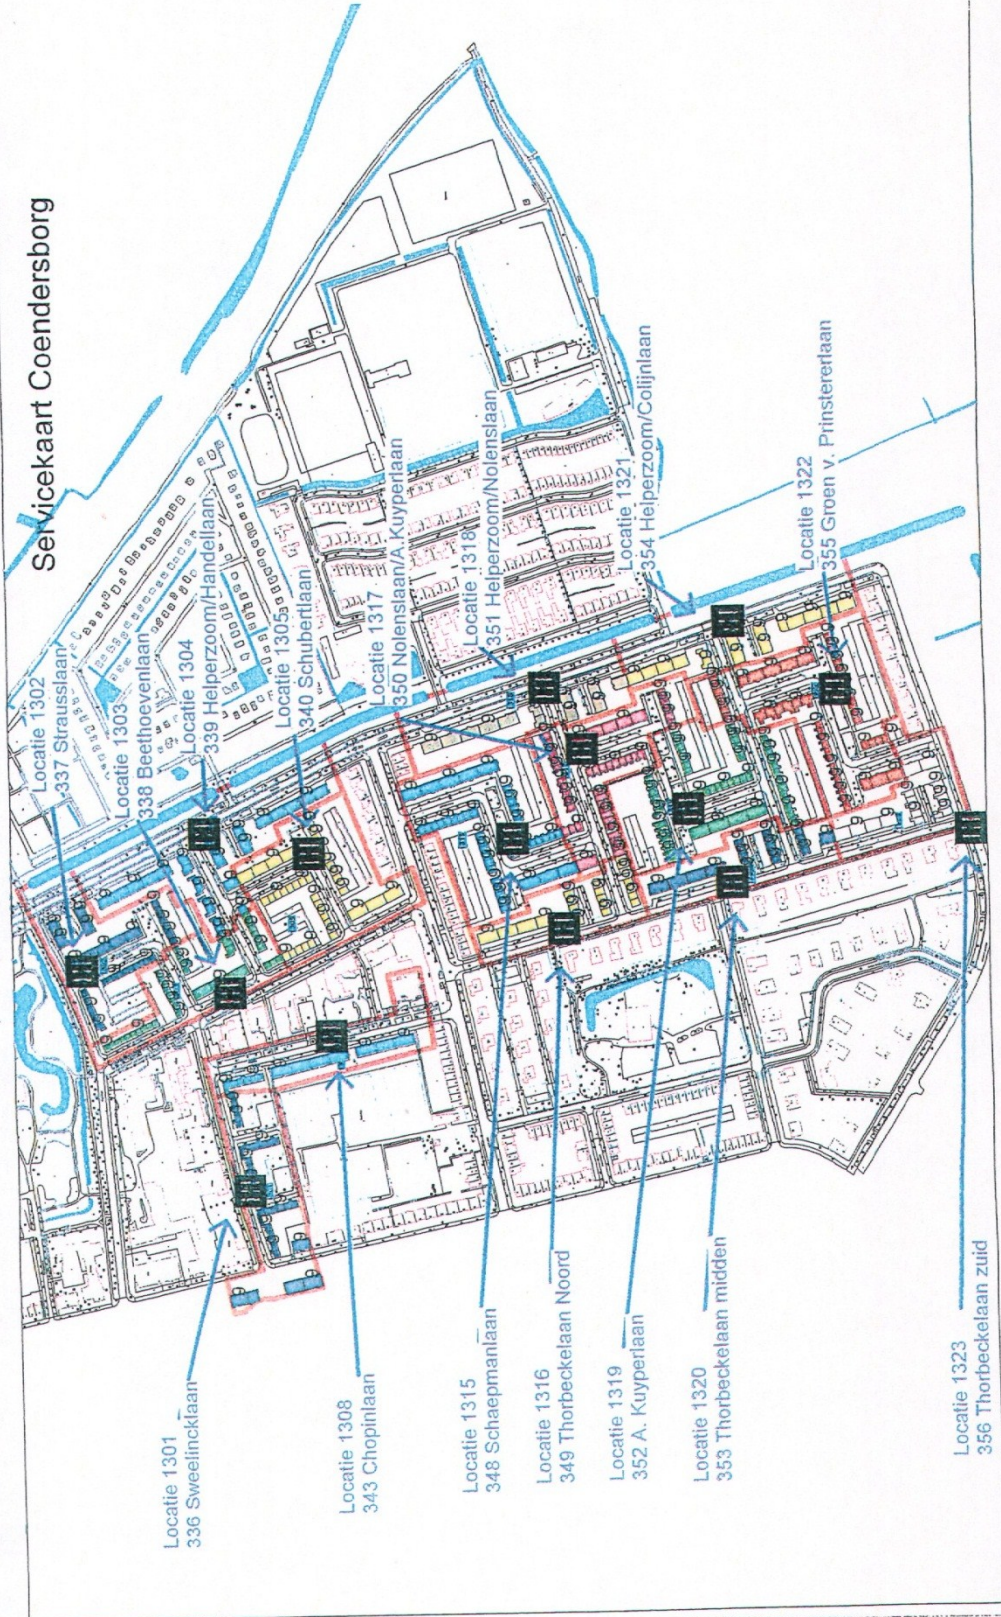 Servicekaart Coendersborg
Locatie 1302
337 Strausslaan
Locatie 1303
338 Beethovenlaan
Locatie 1304
339 Helperzoom/Handellaan
Locatie 1305
340 Schubertlaan
Locatie 1317
350 Nolenslaan/A.Kuyperlaan
Locatie 1318
351 Helperzoom/Nolenslaan
Locatie 1321
354 Helperzoom/Colijnlaan
Locatie 1322
355 Groen v. Prinstererlaan
Locatie 1301
336 Sweelincklaan
Locatie 1308
343 Chopinlaan
Locatie 1315
348 Schaepmanlaan
Locatie 1316
349 Thorbeckelaan Noord
Locatie 1319
352 A. Kuyperlaan
Locatie 1320
353 Thorbeckelaan midden
Locatie 1323
356 Thorbeckelaan zuid